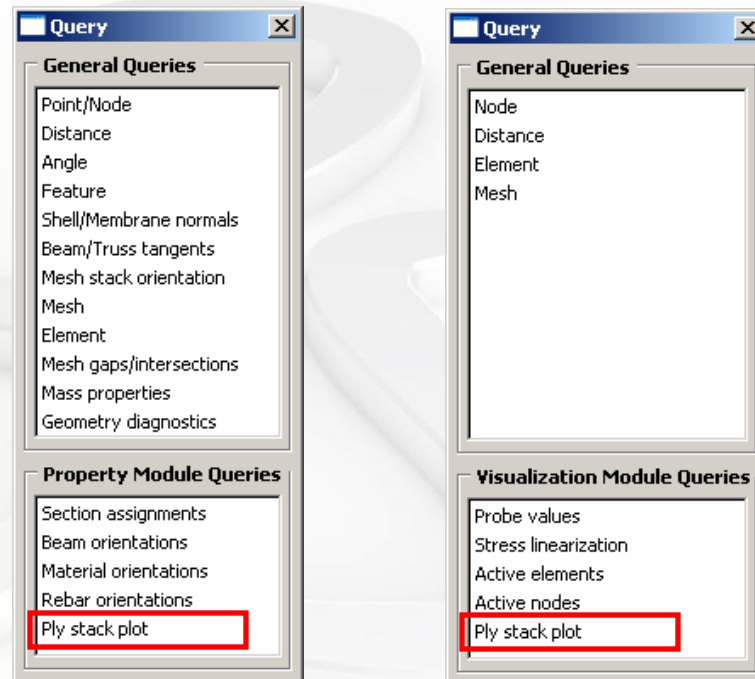 Query
General Queries
Point/Node
Distance
Angle
Feature
Shell/Membrane normals
Beam/Truss tangents
Mesh stack orientation
Mesh
Element
Mesh gaps/intersections
Mass properties
Geometry diagnostics
Property Module Queries
Section assignments
Beam orientations
Material orientations
Rebar orientations
Ply stack plot
Query
General Queries
Node
Distance
Element
Mesh
Visualization Module Queries
Probe values
Stress linearization
Active elements
Active nodes
Ply stack plot